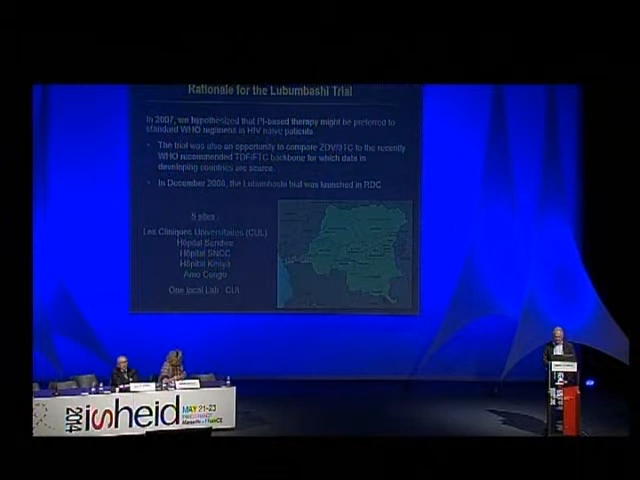 Rationale for the Lubumbashi Trial
In 2007, we hypothesized that PI-based therapy might be preferred to
standard WHO regimens in HIV naive patients
• The trial was also an opportunity to compare ZDV/3TC to the recently
WHO recommended TDF/FTC backbone for which data in
developing countries are scarce.
• In December 2008, the Lubumbashi trial was launched in RDC
5 sites :
Les Cliniques Universitaires (CUL)
Hôpital Sendwe
Hôpital SNCC
Hôpital Kenya
Amo Congo
One local Lab : CUL
2014 isheid MAY 21-23
Marseille - FRANCE